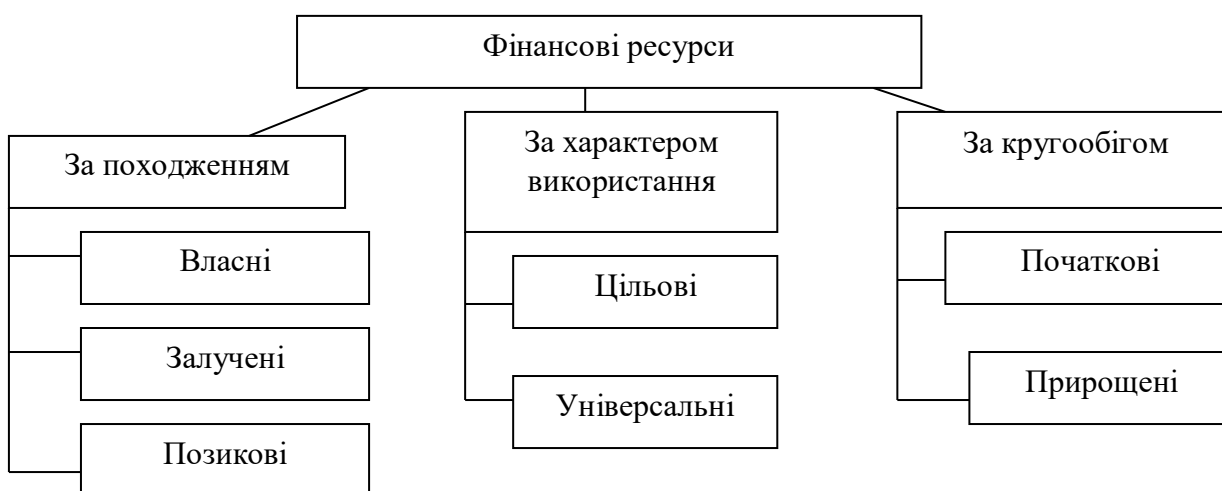 Фінансові ресурси
За походженням
Власні
Залучені
Позикові
За характером
використання
Цільові
Універсальні
За кругообігом
Початкові
Прирощені